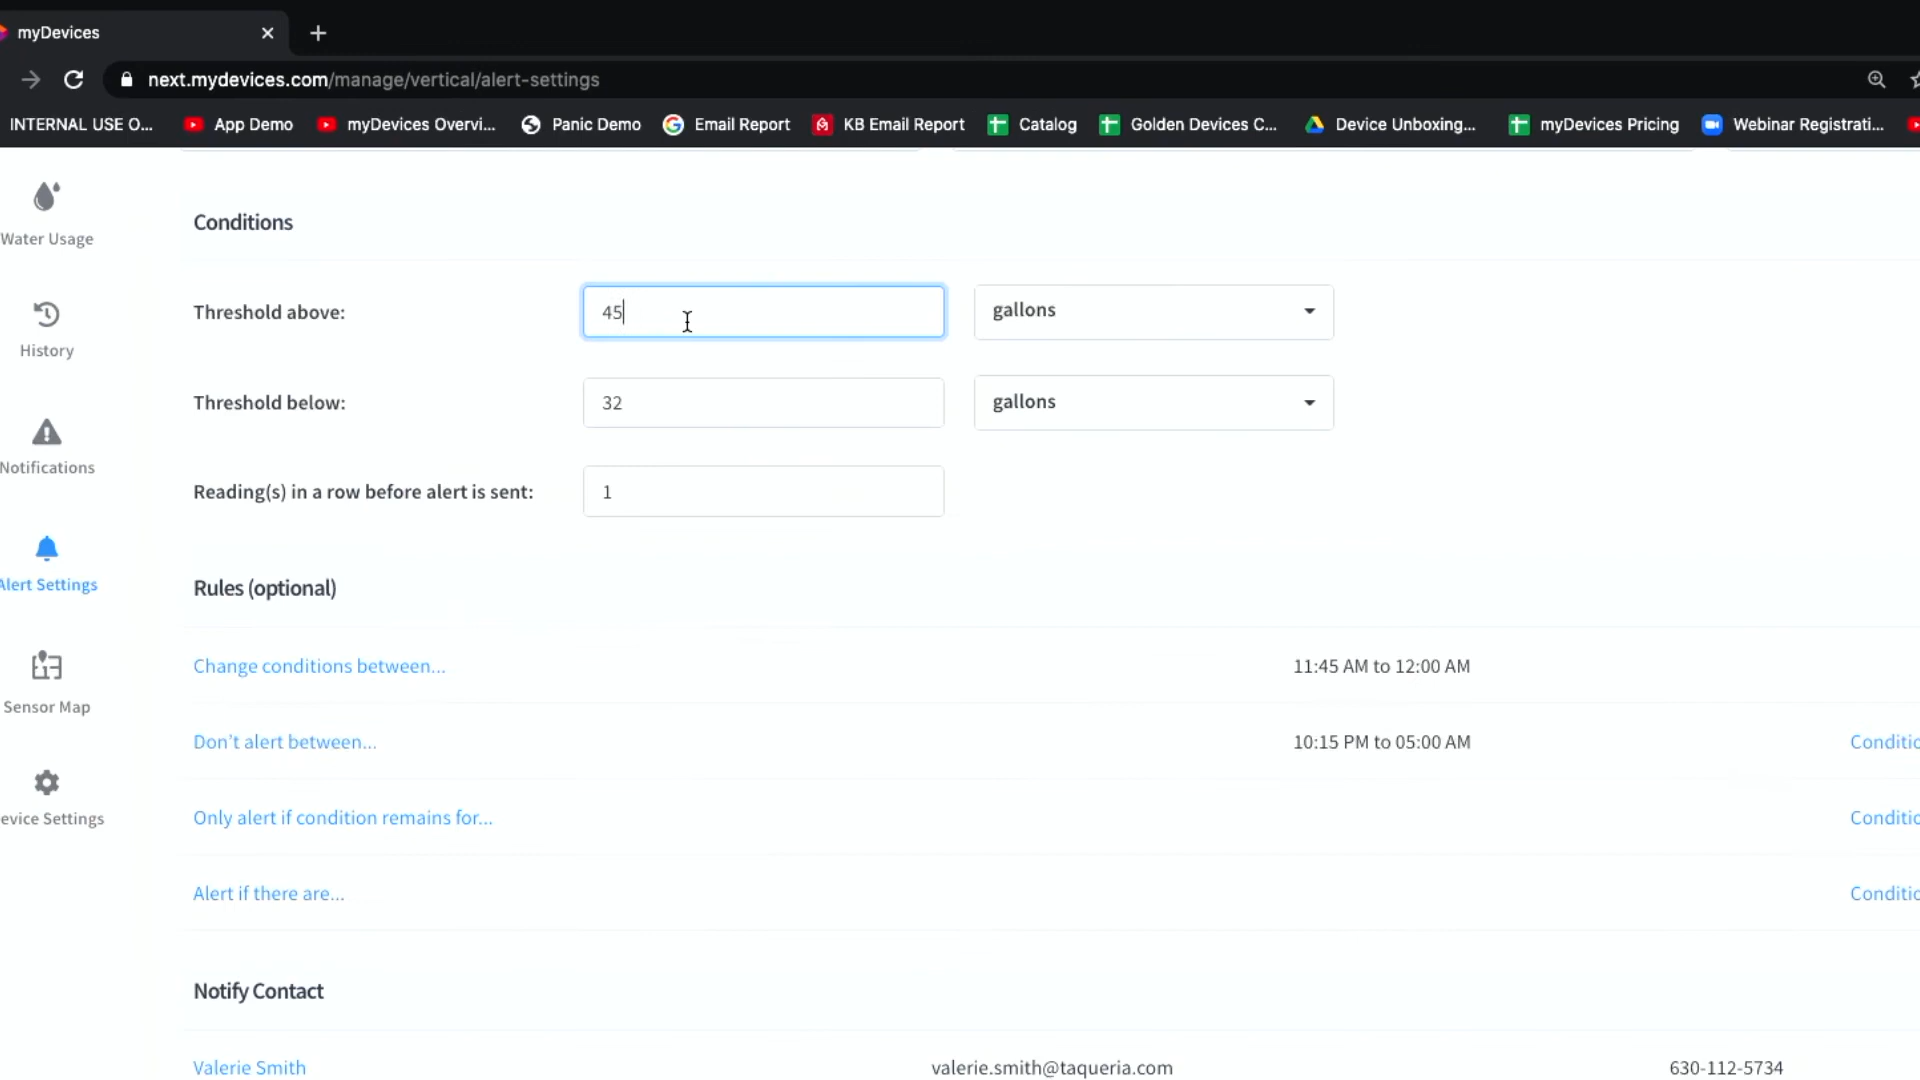 myDevices
next.mydevices.com/manage/vertical/alert-settings
INTERNAL USE O... App Demo myDevices Overvi... Panic Demo Email Report KB Email Report Catalog Golden Devices C... Device Unboxing... myDevices Pricing Webinar Registrati...
Water Usage
History
Notifications
Alert Settings
Sensor Map
evice Settings
Conditions
Threshold above: 45 gallons
Threshold below: 32 gallons
Reading(s) in a row before alert is sent: 1
Rules (optional)
Change conditions between... 11:45 AM to 12:00 AM
Don't alert between... 10:15 PM to 05:00 AM Conditio
Only alert if condition remains for... Conditio
Alert if there are... Conditio
Notify Contact
Valerie Smith valerie.smith@taqueria.com 630-112-5734